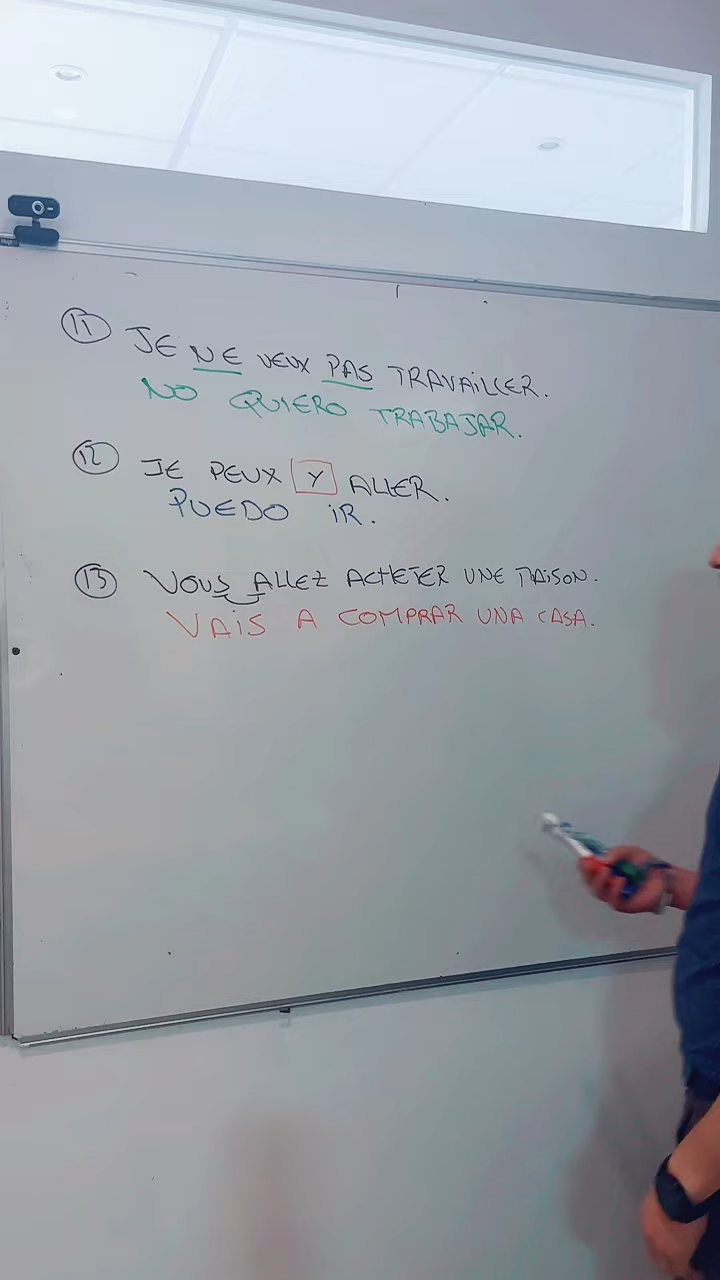 11 JE NE VEUX PAS TRAVAILLER.
NO QUIERO TRABAJAR.
12 JE PEUX Y ALLER.
PUEDO IR.
13 VOUS ALLEZ ACHETER UNE MAISON.
VAIS A COMPRAR UNA CASA.